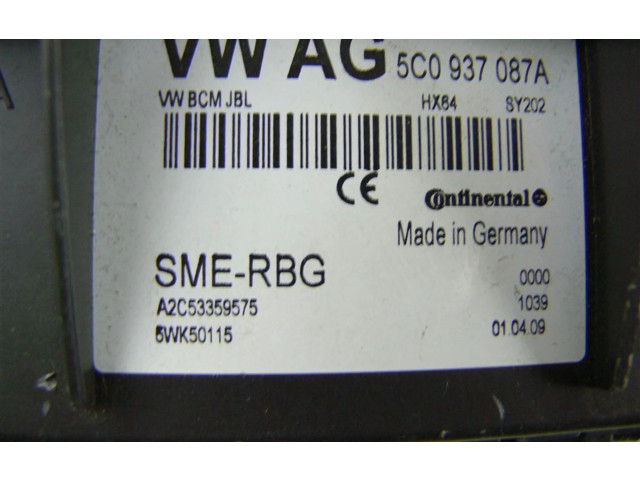 VW AG 5C0 937 087A
VW BCM JBL HX64 SY202
CE Continental
Made in Germany
SME-RBG 0000
A2C53359575 1039
5WK50115 01.04.09